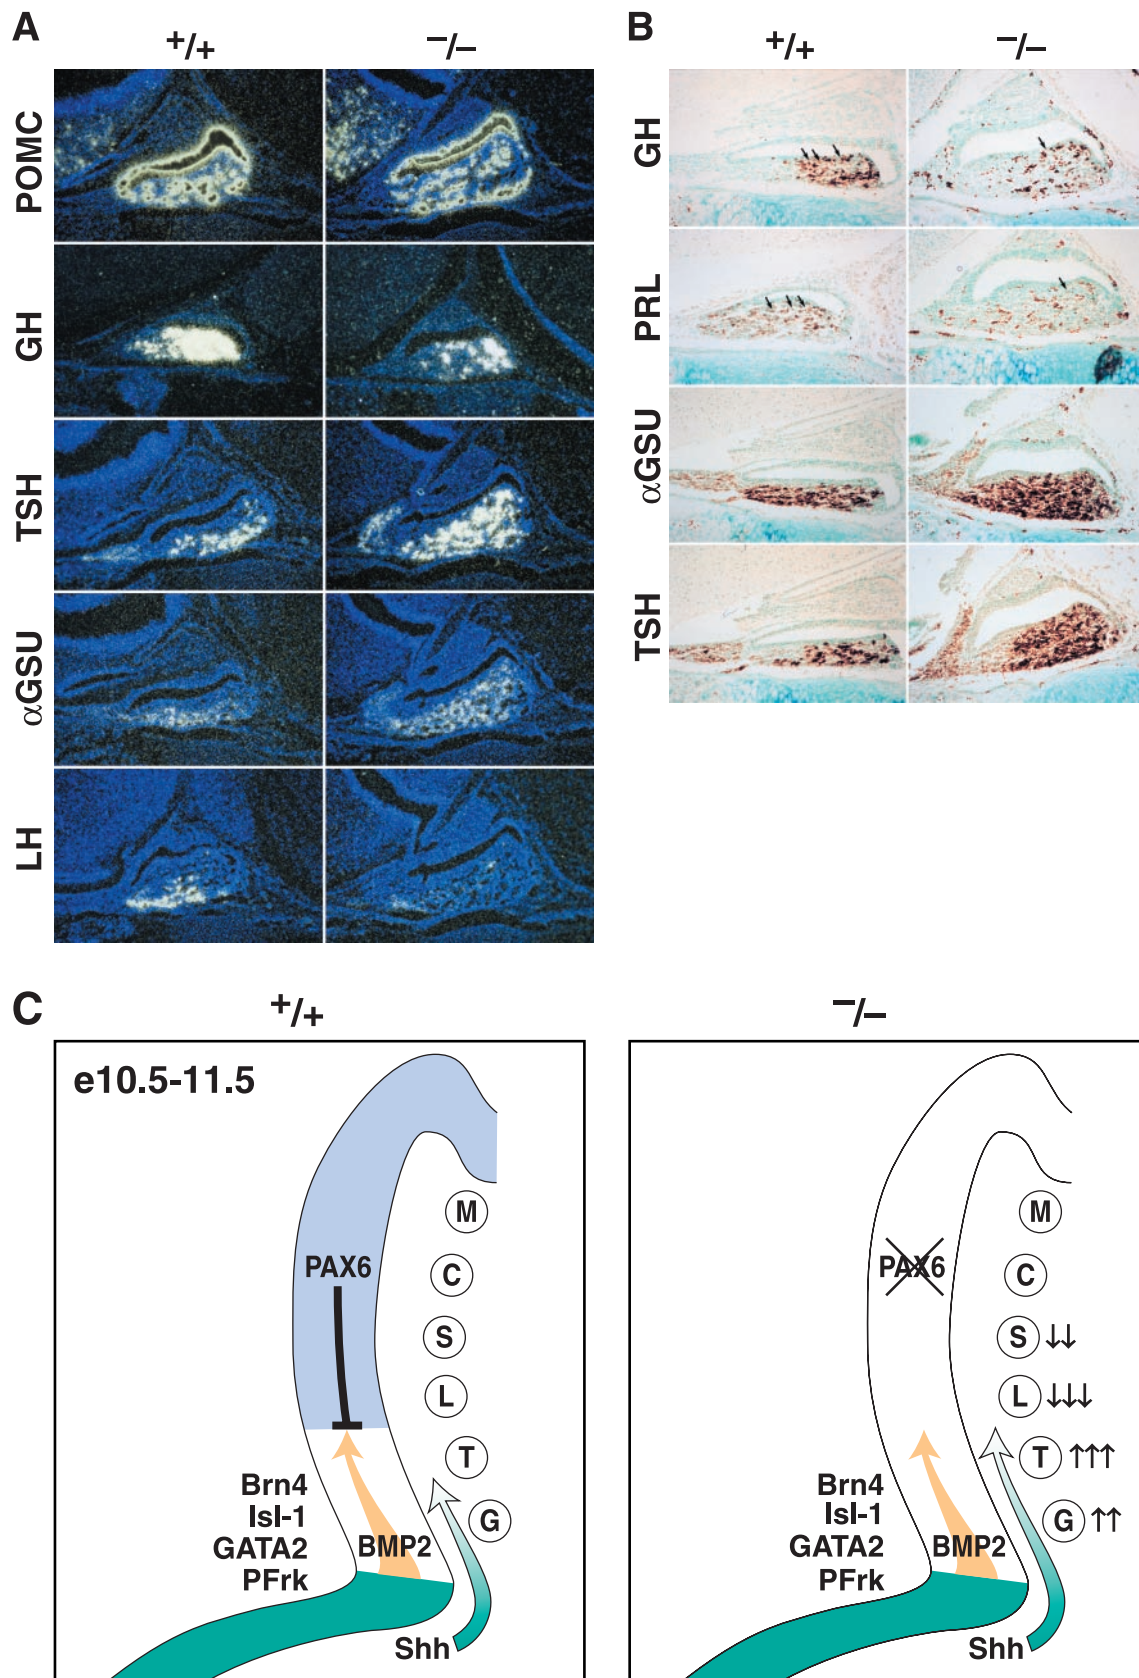 A
+/+
−/−
POMC
GH
TSH
αGSU
LH
B
+/+
−/−
GH
PRL
αGSU
TSH
C
+/+
−/−
e10.5-11.5
PAX6
M
C
S
L
T
G
Brn4
Isl-1
GATA2
PFrk
BMP2
Shh
PAX6
M
C
S ↓↓
L ↓↓↓
T ↑↑↑
G ↑↑
Brn4
Isl-1
GATA2
PFrk
BMP2
Shh